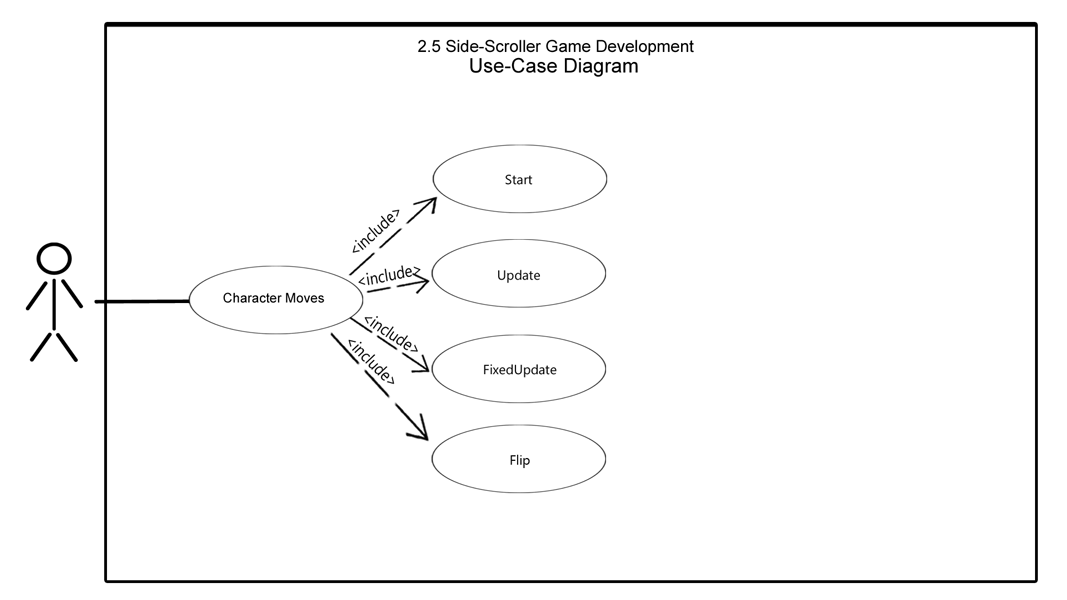 2.5 Side-Scroller Game Development
Use-Case Diagram
Start
<include>
Update
<include>
Character Moves
<include>
FixedUpdate
<include>
Flip